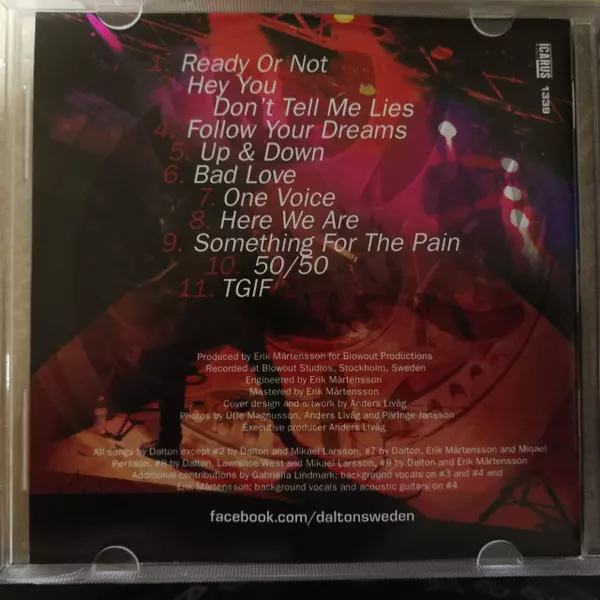 1. Ready Or Not
Hey You
Don't Tell Me Lies
4. Follow Your Dreams
5. Up & Down
6. Bad Love
7. One Voice
8. Here We Are
9. Something For The Pain
10. 50/50
11. TGIF
ICARUS 1339
Produced by Erik Mårtensson for Blowout Productions
Recorded at Blowout Studios, Stockholm, Sweden
Engineered by Erik Mårtensson
Mastered by Erik Mårtensson
Cover design and artwork by Anders Livåg
Photos by Uffe Magnusson, Anders Livåg and Paringe Jansson
Executive producer Anders Livåg
All songs by Dalton except #2 by Dalton and Mikael Larsson, #7 by Dalton, Erik Mårtensson and Miqael
Persson, #8 by Dalton, Lawrence West and Mikael Larsson, #9 by Dalton and Erik Mårtensson
Additional contributions by Gabriella Lindmark; background vocals on #3 and #4 and
Erik Mårtensson; background vocals and acoustic guitars on #4
facebook.com/daltonsweden